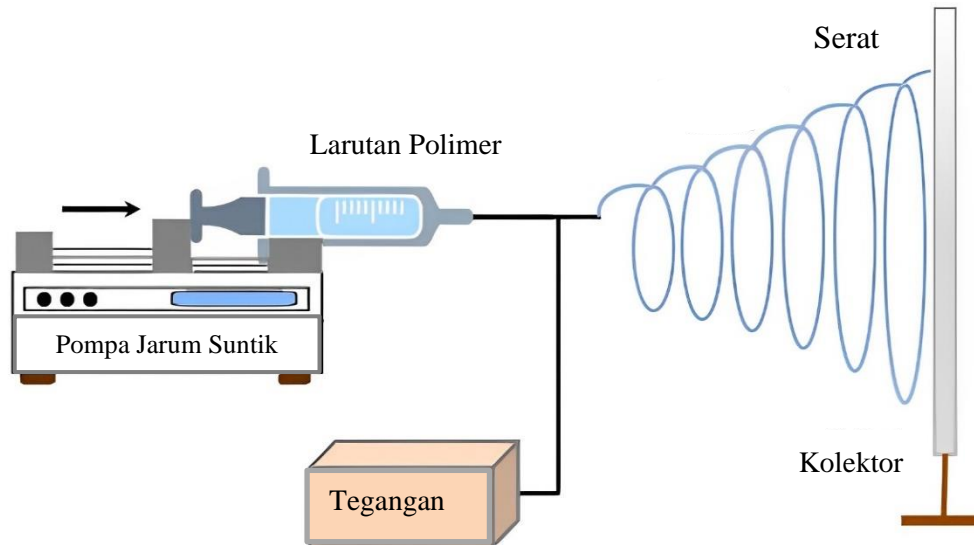 Serat
Larutan Polimer
Pompa Jarum Suntik
Kolektor
Tegangan